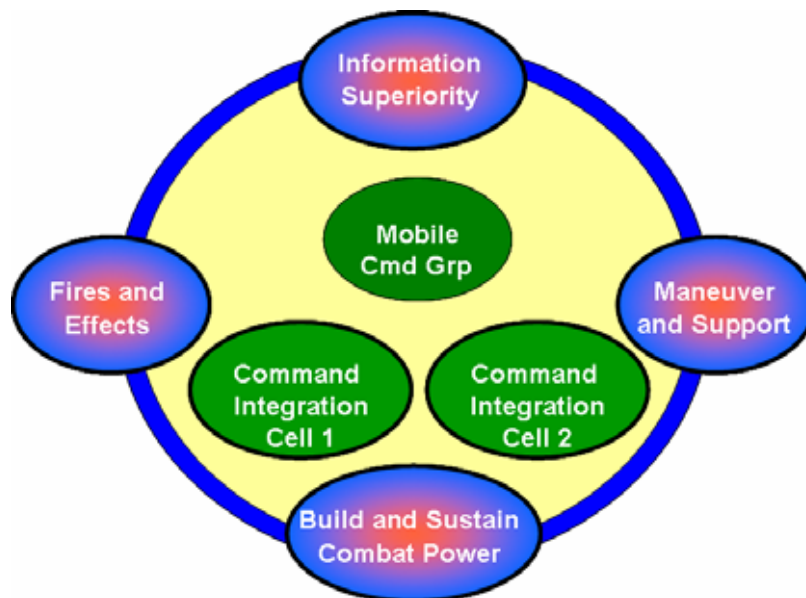 Information
Superiority
Mobile
Cmd Grp
Fires and
Effects
Maneuver
and Support
Command
Integration
Cell 1
Command
Integration
Cell 2
Build and Sustain
Combat Power